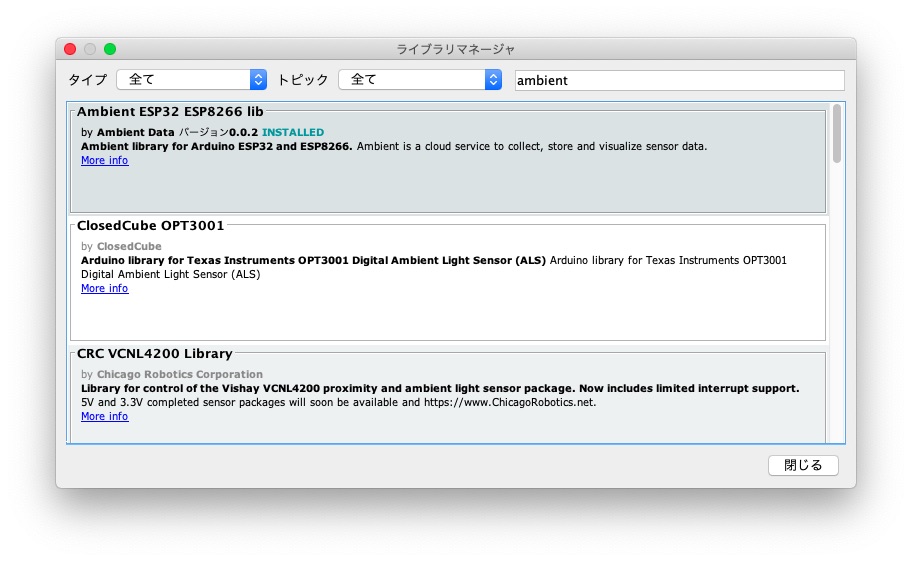 ライブラリマネージャ
タイプ 全て トピック 全て ambient
Ambient ESP32 ESP8266 lib
by Ambient Data バージョン0.0.2 INSTALLED
Ambient library for Arduino ESP32 and ESP8266. Ambient is a cloud service to collect, store and visualize sensor data.
More info
ClosedCube OPT3001
by ClosedCube
Arduino library for Texas Instruments OPT3001 Digital Ambient Light Sensor (ALS) Arduino library for Texas Instruments OPT3001
Digital Ambient Light Sensor (ALS)
More info
CRC VCNL4200 Library
by Chicago Robotics Corporation
Library for control of the Vishay VCNL4200 proximity and ambient light sensor package. Now includes limited interrupt support.
5V and 3.3V completed sensor packages will soon be available and https://www.ChicagoRobotics.net.
More info
閉じる